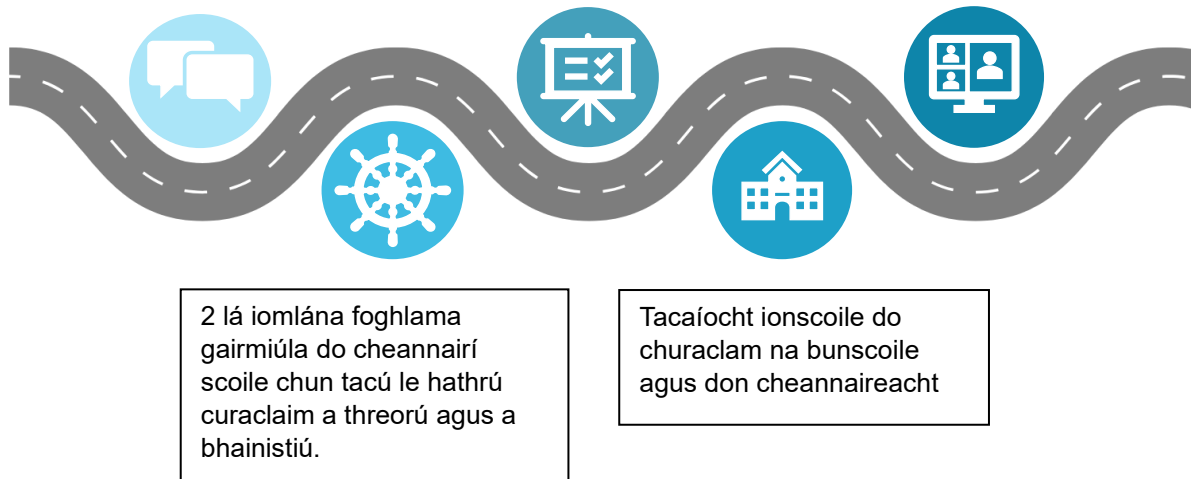 2 lá iomlána foghlama
gairmiúla do cheannairí
scoile chun tacú le hathrú
curaclaim a threorú agus a
bhainistiú.
Tacaíocht ionscoile do
churaclam na bunscoile
agus don cheannaireacht